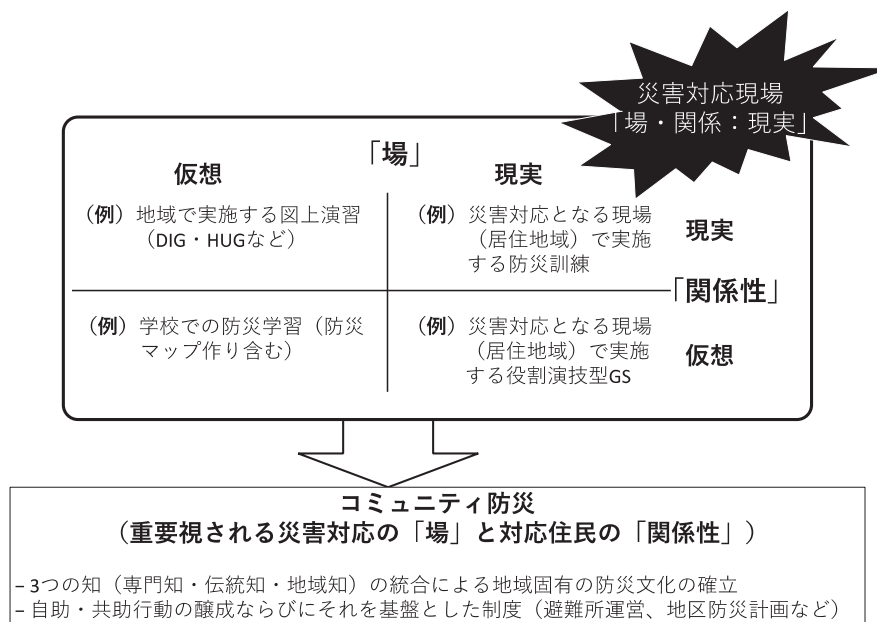 災害対応現場
「場・関係:現実」
「場」
仮想
現実
(例)地域で実施する図上演習
(DIG・HUGなど)
(例)災害対応となる現場
(居住地域)で実施
する防災訓練
現実
「関係性」
(例)学校での防災学習(防災
マップ作り含む)
(例)災害対応となる現場
(居住地域)で実施
する役割演技型GS
仮想
コミュニティ防災
(重要視される災害対応の「場」と対応住民の「関係性」)
– 3つの知(専門知・伝統知・地域知)の統合による地域固有の防災文化の確立
– 自助・共助行動の醸成ならびにそれを基盤とした制度(避難所運営、地区防災計画など)